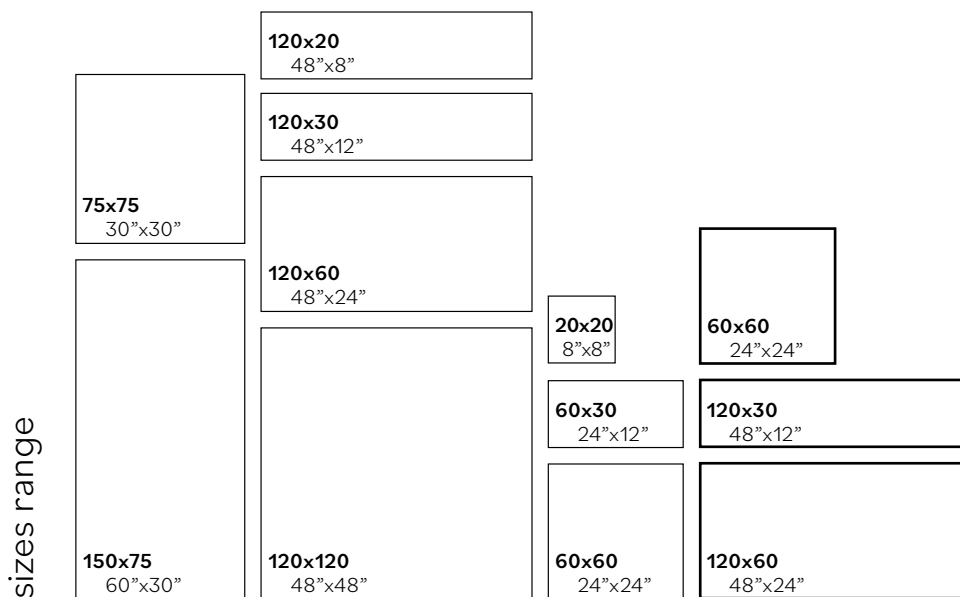 sizes range
75x75
30”x30”
150x75
60”x30”
120x20
48”x8”
120x30
48”x12”
120x60
48”x24”
120x120
48”x48”
20x20
8”x8”
60x30
24”x12”
60x60
24”x24”
60x60
24”x24”
120x30
48”x12”
120x60
48”x24”